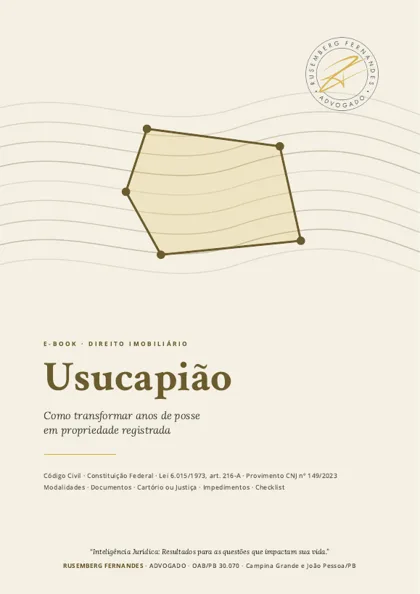 RUSEMBERG FERNANDES
ADVOGADO
E-BOOK · DIREITO IMOBILIÁRIO
Usucapião
Como transformar anos de posse
em propriedade registrada
Código Civil · Constituição Federal · Lei 6.015/1973, art. 216-A · Provimento CNJ nº 149/2023
Modalidades · Documentos · Cartório ou Justiça · Impedimentos · Checklist
"Inteligência Jurídica: Resultados para as questões que impactam sua vida."
RUSEMBERG FERNANDES · ADVOGADO · OAB/PB 30.070 · Campina Grande e João Pessoa/PB